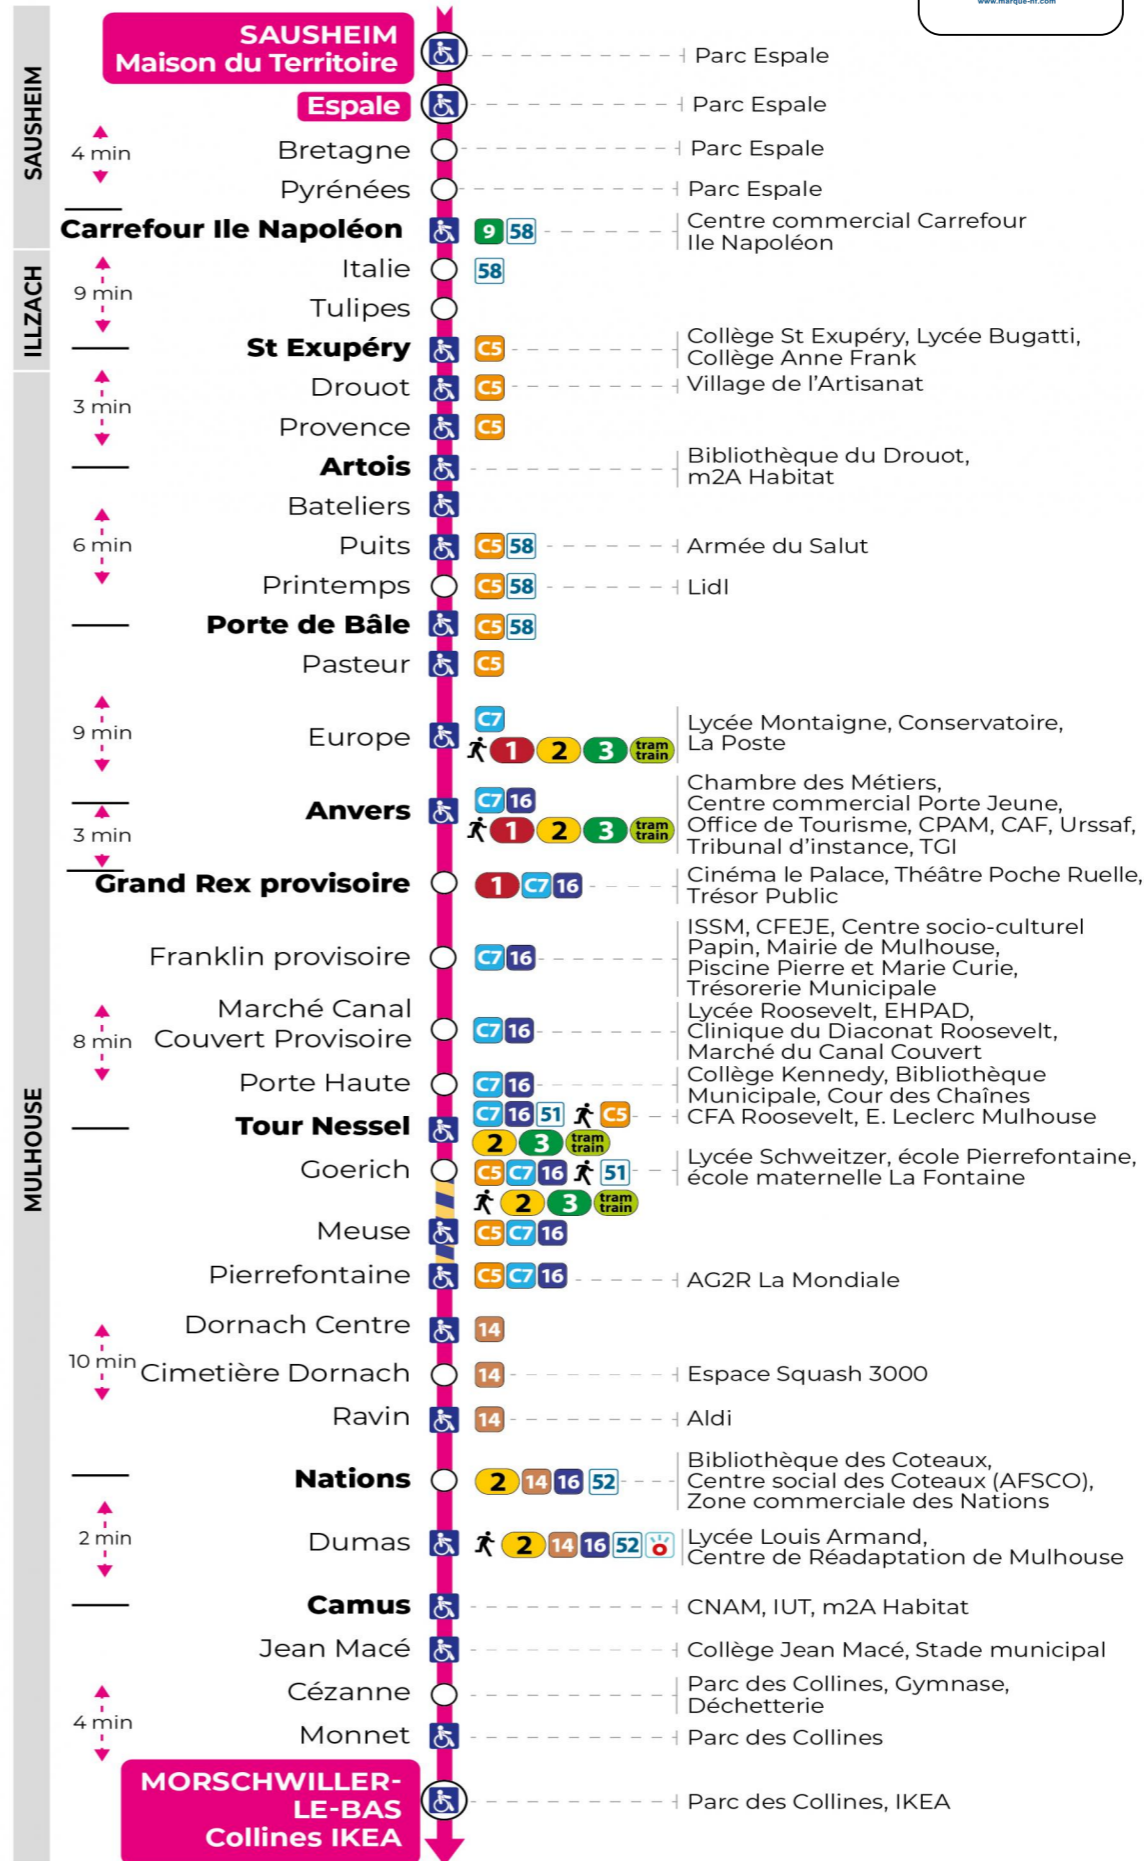 www.marque-nf.com
SAUSHEIM
SAUSHEIM
Maison du Territoire
Parc Espale
Espale
Parc Espale
4 min
Bretagne
Parc Espale
Pyrénées
Parc Espale
Carrefour Ile Napoléon
9 58
Centre commercial Carrefour
Ile Napoléon
ILLZACH
9 min
Italie
58
Tulipes
St Exupéry
C5
Collège St Exupéry, Lycée Bugatti,
Collège Anne Frank
MULHOUSE
3 min
Drouot
C5
Village de l'Artisanat
Provence
C5
Artois
Bibliothèque du Drouot,
m2A Habitat
6 min
Bateliers
Puits
C5 58
Armée du Salut
Printemps
C5 58
Lidl
Porte de Bâle
C5 58
Pasteur
C5
9 min
Europe
C7
1 2 3 tram
train
Lycée Montaigne, Conservatoire,
La Poste
Anvers
C7 16
1 2 3 tram
train
Chambre des Métiers,
Centre commercial Porte Jeune,
Office de Tourisme, CPAM, CAF, Urssaf,
Tribunal d'instance, TGI
3 min
Grand Rex provisoire
1 C7 16
Cinéma le Palace, Théâtre Poche Ruelle,
Trésor Public
Franklin provisoire
C7 16
ISSM, CFEJE, Centre socio-culturel
Papin, Mairie de Mulhouse,
Piscine Pierre et Marie Curie,
Trésorerie Municipale
8 min
Marché Canal
Couvert Provisoire
C7 16
Lycée Roosevelt, EHPAD,
Clinique du Diaconat Roosevelt,
Marché du Canal Couvert
Porte Haute
C7 16
Collège Kennedy, Bibliothèque
Municipale, Cour des Chaînes
Tour Nessel
C7 16 51 C5
2 3 tram
train
CFA Roosevelt, E. Leclerc Mulhouse
Goerich
C5 C7 16 51
2 3 tram
train
Lycée Schweitzer, école Pierrefontaine,
école maternelle La Fontaine
Meuse
C5 C7 16
Pierrefontaine
C5 C7 16
AG2R La Mondiale
10 min
Dornach Centre
14
Cimetière Dornach
14
Espace Squash 3000
Ravin
14
Aldi
Nations
2 14 16 52
Bibliothèque des Coteaux,
Centre social des Coteaux (AFSCO),
Zone commerciale des Nations
2 min
Dumas
2 14 16 52
Lycée Louis Armand,
Centre de Réadaptation de Mulhouse
Camus
CNAM, IUT, m2A Habitat
Jean Macé
Collège Jean Macé, Stade municipal
4 min
Cézanne
Parc des Collines, Gymnase,
Déchetterie
Monnet
Parc des Collines
MORSCHWILLER-
LE-BAS
Collines IKEA
Parc des Collines, IKEA